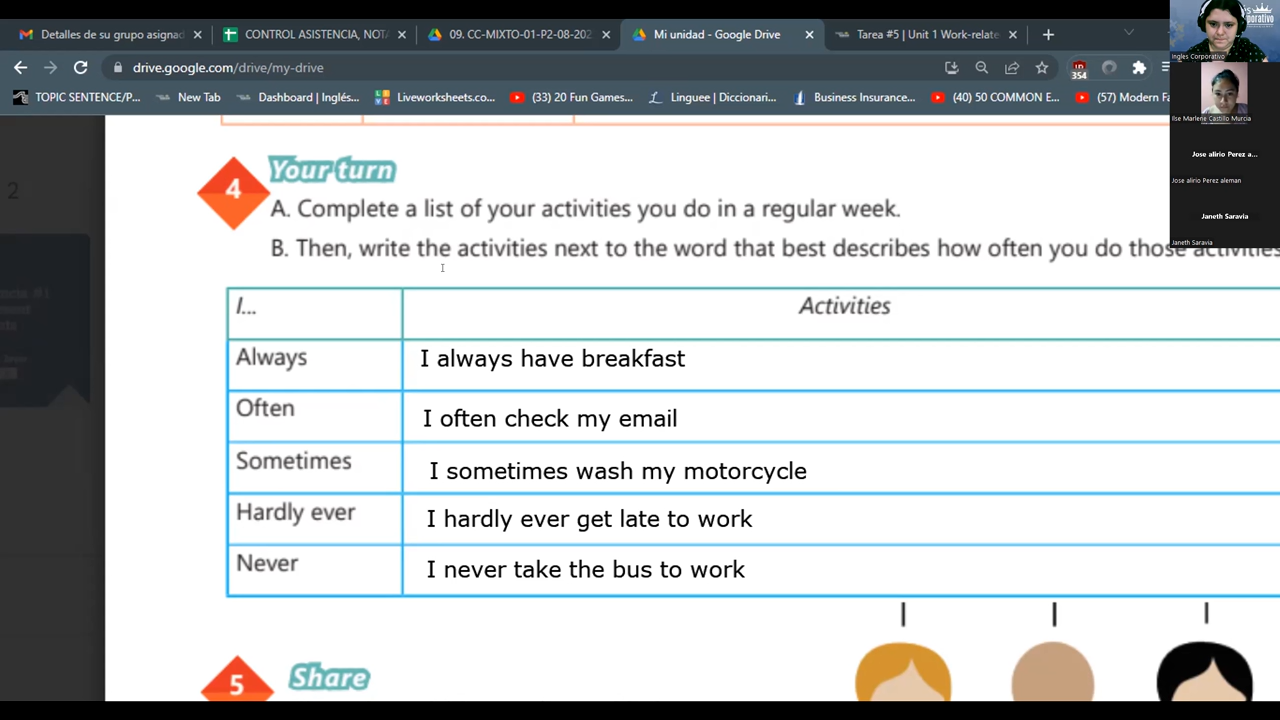 Detalles de su grupo asignad
CONTROL ASISTENCIA, NOTA
09. CC-MIXTO-01-P2-08-202
Mi unidad - Google Drive
Tarea #5 | Unit 1 Work-relate
drive.google.com/drive/my-drive
354
TOPIC SENTENCE/P...
New Tab
Dashboard | Inglés...
Liveworksheets.co...
(33) 20 Fun Games...
Linguee | Diccionari...
Business Insurance...
(40) 50 COMMON E...
(57) Modern Fa
Ingles Corporativo
Ilse Marlene Castillo Murcia
Jose alirio Perez a...
Jose alirio Perez aleman
Janeth Saravia
Janeth Saravia
2
4
Your turn
A. Complete a list of your activities you do in a regular week.
B. Then, write the activities next to the word that best describes how often you do those activities
I... Activities
Always I always have breakfast
Often I often check my email
Sometimes I sometimes wash my motorcycle
Hardly ever I hardly ever get late to work
Never I never take the bus to work
5
Share